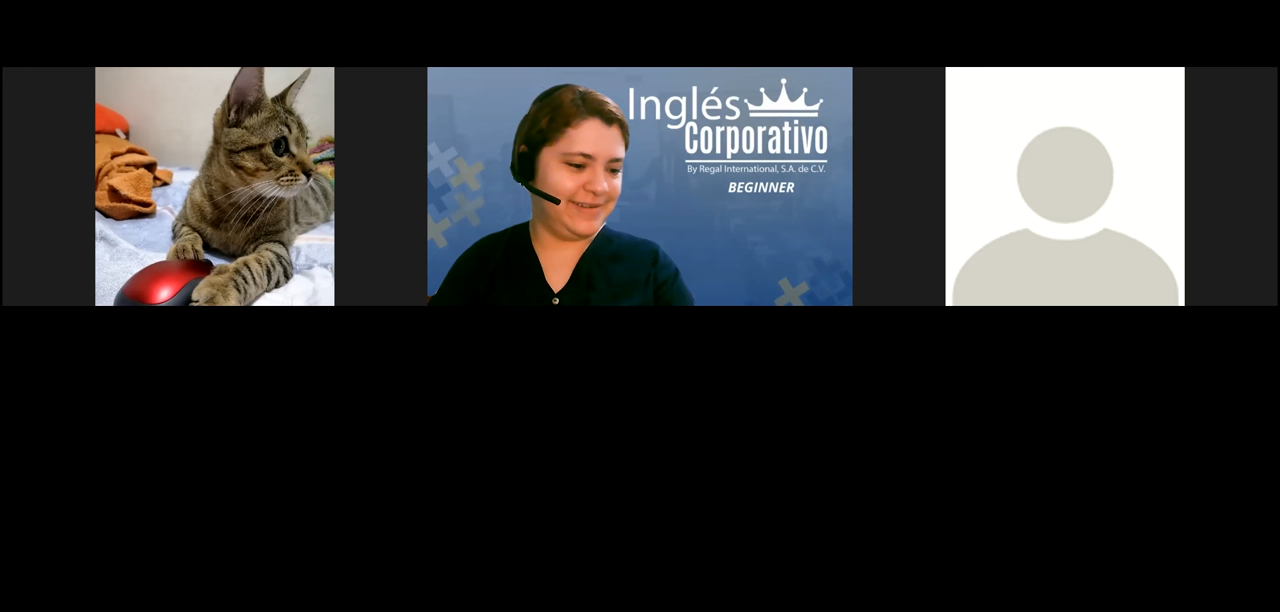 Inglés
Corporativo
By Regal International, S.A. de C.V.
BEGINNER